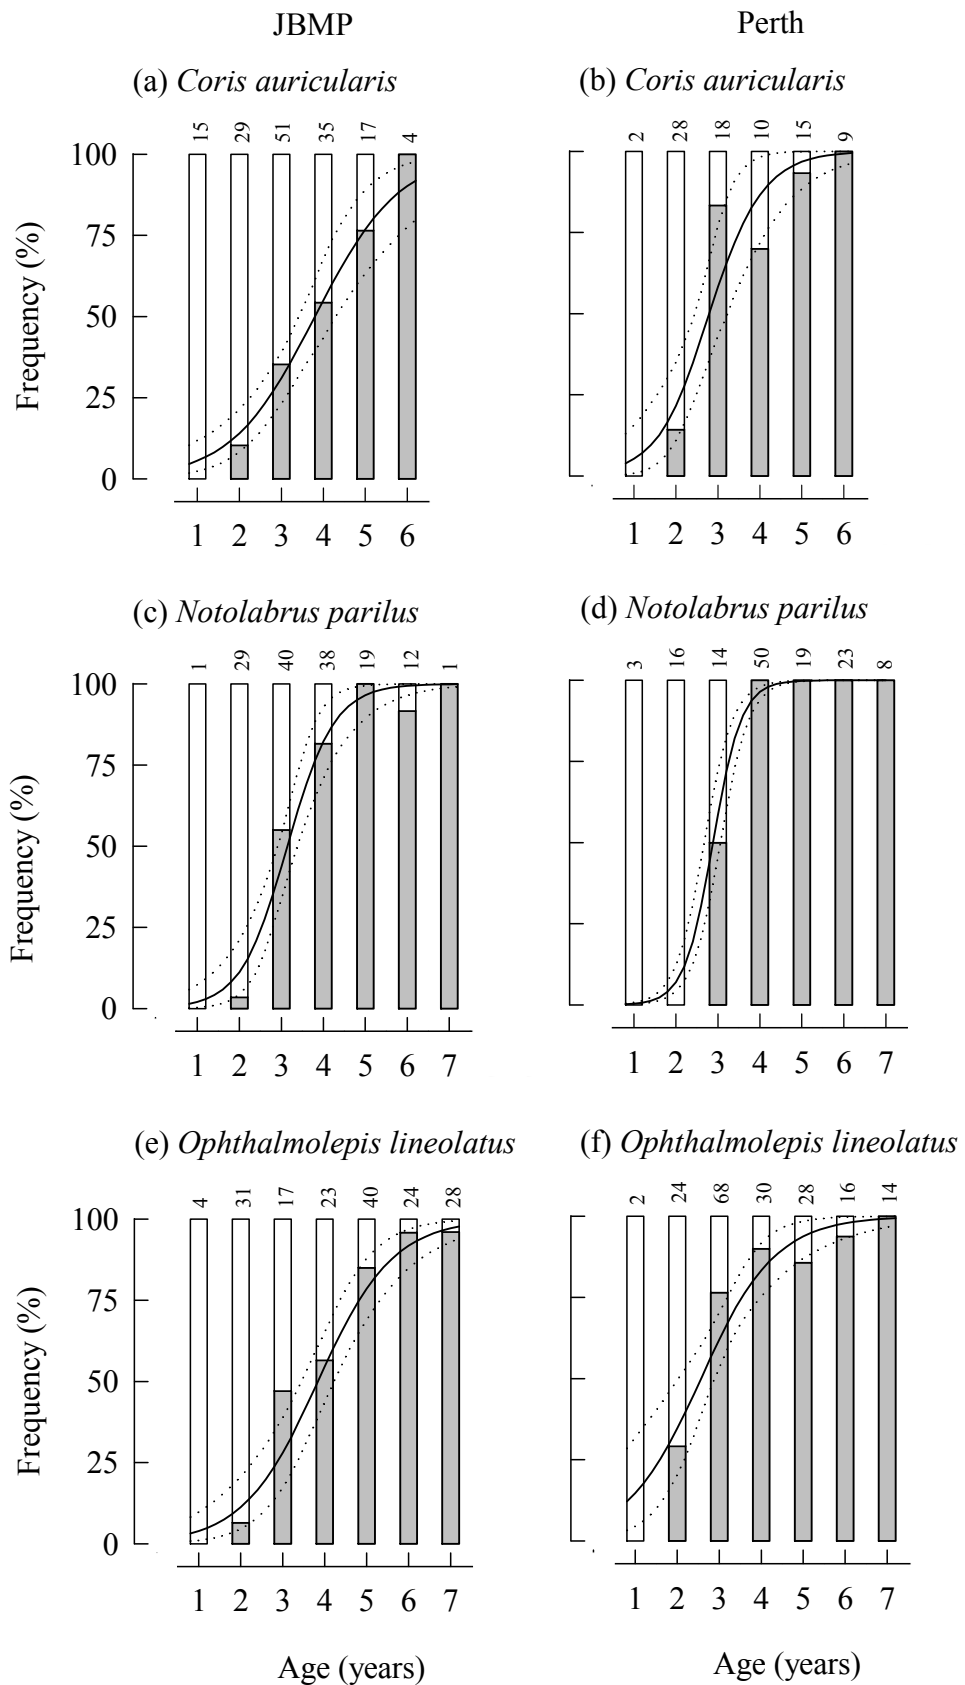 JBMP Perth
(a) Coris auricularis (b) Coris auricularis
15 29 51 35 17 4 2 28 18 10 15 9
100
75
50
25
0
Frequency (%)
1 2 3 4 5 6 1 2 3 4 5 6
(c) Notolabrus parilus (d) Notolabrus parilus
1 29 40 38 19 12 1 3 16 14 50 19 23 8
100
75
50
25
0
Frequency (%)
1 2 3 4 5 6 7 1 2 3 4 5 6 7
(e) Ophthalmolepis lineolatus (f) Ophthalmolepis lineolatus
4 31 17 23 40 24 28 2 24 68 30 28 16 14
100
75
50
25
0
Frequency (%)
1 2 3 4 5 6 7 1 2 3 4 5 6 7
Age (years) Age (years)